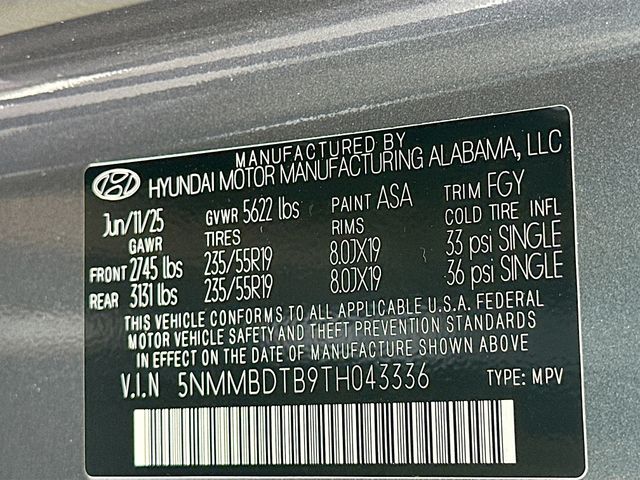 MANUFACTURED BY
HYUNDAI MOTOR MANUFACTURING ALABAMA, LLC
Jun/11/25 GVWR 5622 lbs PAINT ASA TRIM FGY
GAWR TIRES RIMS COLD TIRE INFL
FRONT 2745 lbs 235/55R19 8.0JX19 33 psi SINGLE
REAR 3131 lbs 235/55R19 8.0JX19 36 psi SINGLE
THIS VEHICLE CONFORMS TO ALL APPLICABLE U.S.A. FEDERAL
MOTOR VEHICLE SAFETY AND THEFT PREVENTION STANDARDS
IN EFFECT ON THE DATE OF MANUFACTURE SHOWN ABOVE
V.I.N 5NMMBDTB9TH043336 TYPE: MPV